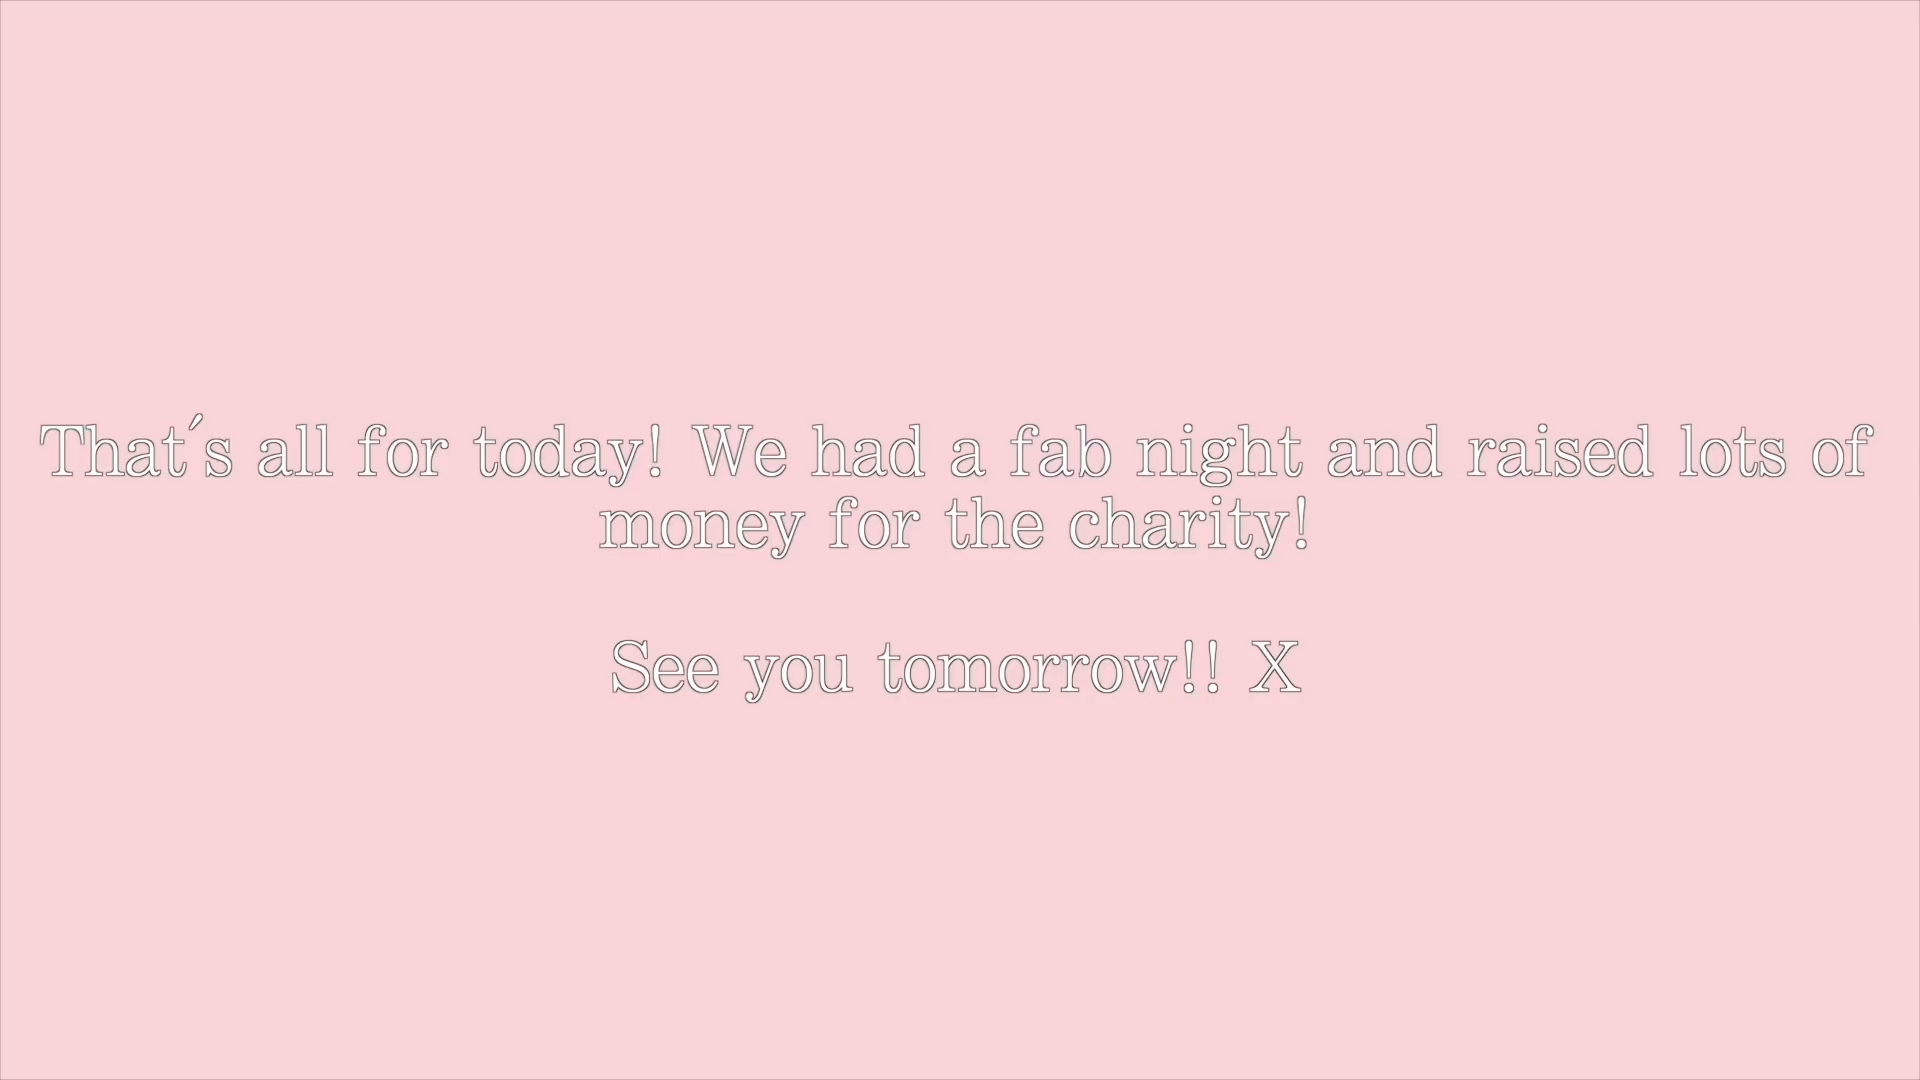 That´s all for today! We had a fab night and raised lots of
money for the charity!
See you tomorrow!! X